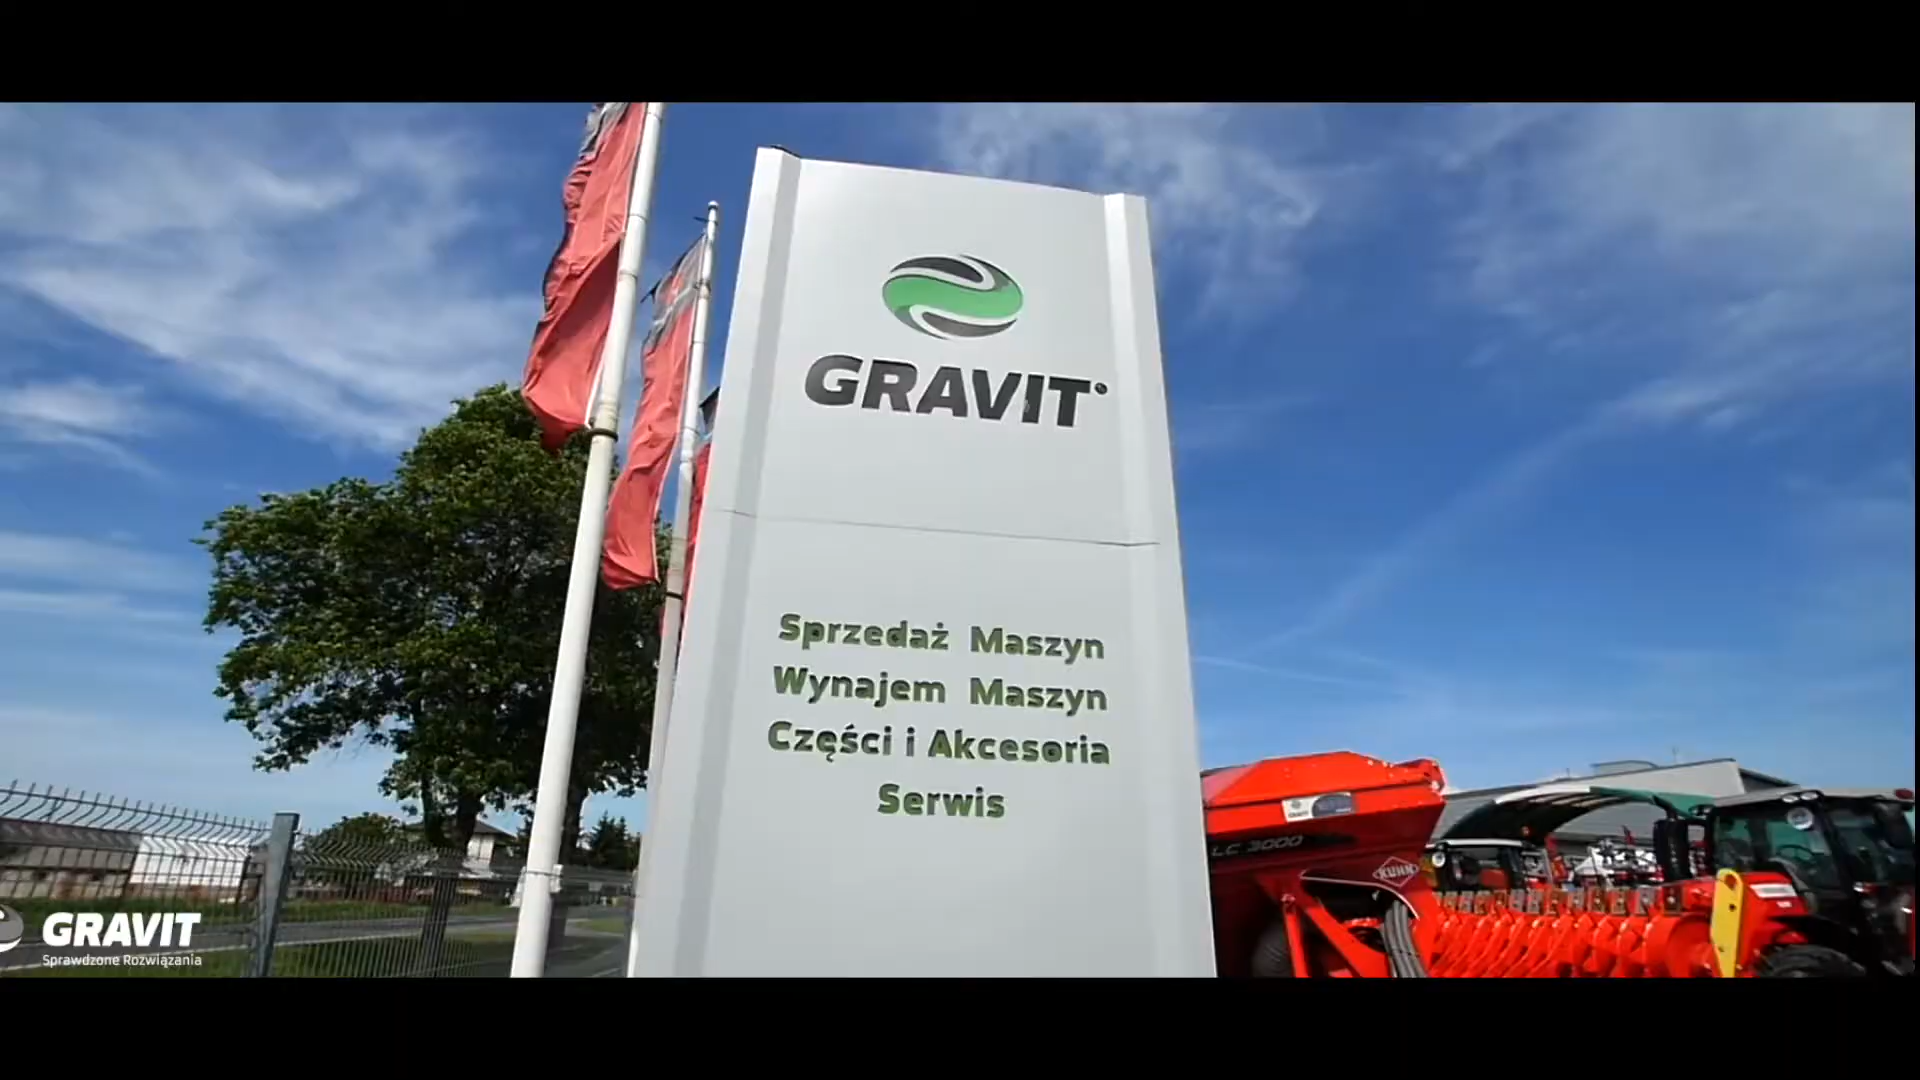 GRAVIT
Sprzedaż Maszyn
Wynajem Maszyn
Części i Akcesoria
Serwis
LC 3000
KUHN
GRAVIT
Sprawdzone Rozwiązania